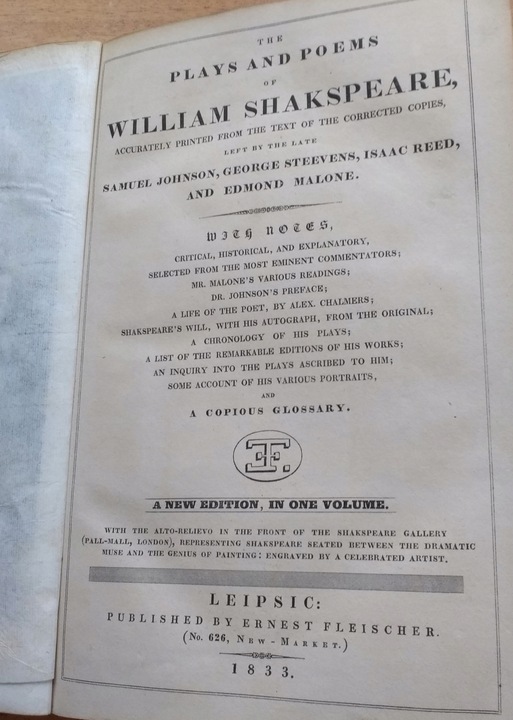 THE
PLAYS AND POEMS
OF
WILLIAM SHAKSPEARE,
ACCURATELY PRINTED FROM THE TEXT OF THE CORRECTED COPIES,
LEFT BY THE LATE
SAMUEL JOHNSON, GEORGE STEEVENS, ISAAC REED,
AND EDMOND MALONE.
WITH NOTES,
CRITICAL, HISTORICAL, AND EXPLANATORY,
SELECTED FROM THE MOST EMINENT COMMENTATORS;
MR. MALONE'S VARIOUS READINGS;
DR. JOHNSON'S PREFACE;
A LIFE OF THE POET, BY ALEX. CHALMERS;
SHAKSPEARE'S WILL, WITH HIS AUTOGRAPH, FROM THE ORIGINAL;
A CHRONOLOGY OF HIS PLAYS;
A LIST OF THE REMARKABLE EDITIONS OF HIS WORKS;
AN INQUIRY INTO THE PLAYS ASCRIBED TO HIM;
SOME ACCOUNT OF HIS VARIOUS PORTRAITS,
AND
A COPIOUS GLOSSARY.
EF.
A NEW EDITION, IN ONE VOLUME.
WITH THE ALTO-RELIEVO IN THE FRONT OF THE SHAKSPEARE GALLERY
(PALL-MALL, LONDON), REPRESENTING SHAKSPEARE SEATED BETWEEN THE DRAMATIC
MUSE AND THE GENIUS OF PAINTING: ENGRAVED BY A CELEBRATED ARTIST.
LEIPSIC:
PUBLISHED BY ERNEST FLEISCHER.
(No. 626, NEW-MARKET.)
1833.